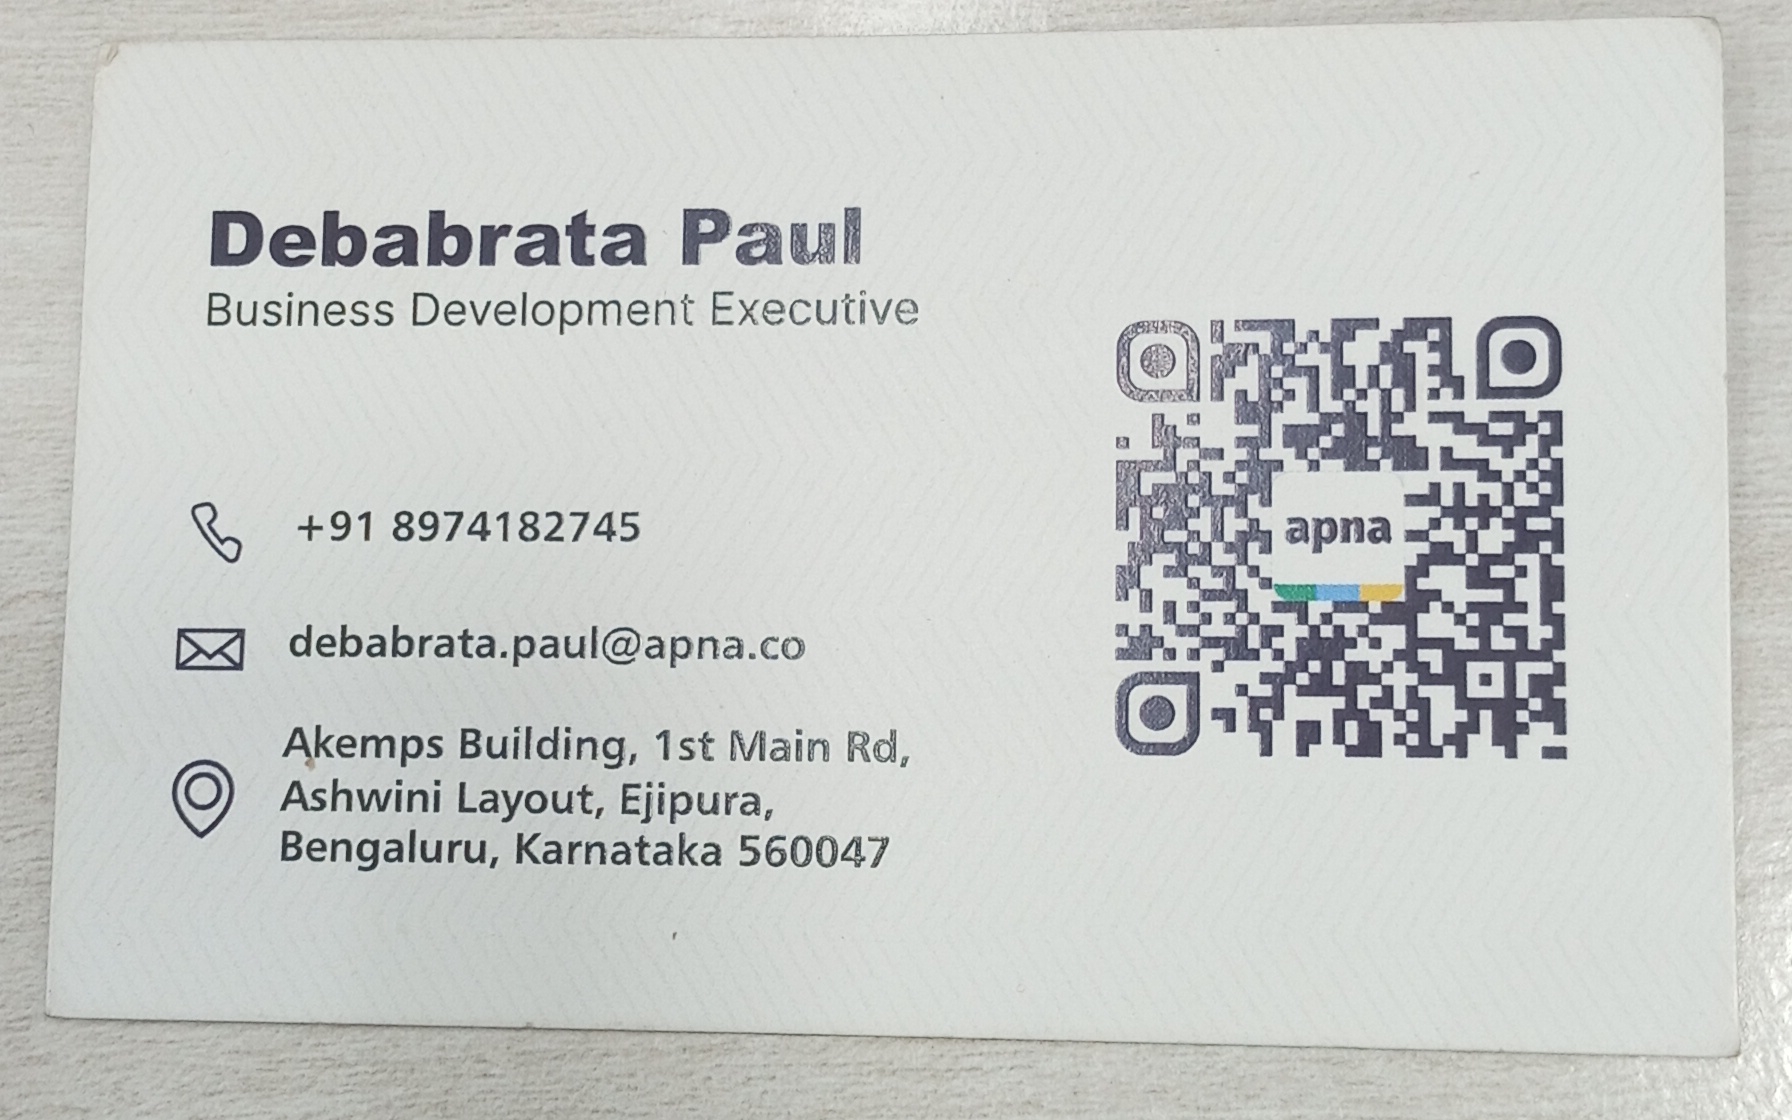 Debabrata Paul
Business Development Executive
+91 8974182745
debabrata.paul@apna.co
Akemps Building, 1st Main Rd,
Ashwini Layout, Ejipura,
Bengaluru, Karnataka 560047
apna